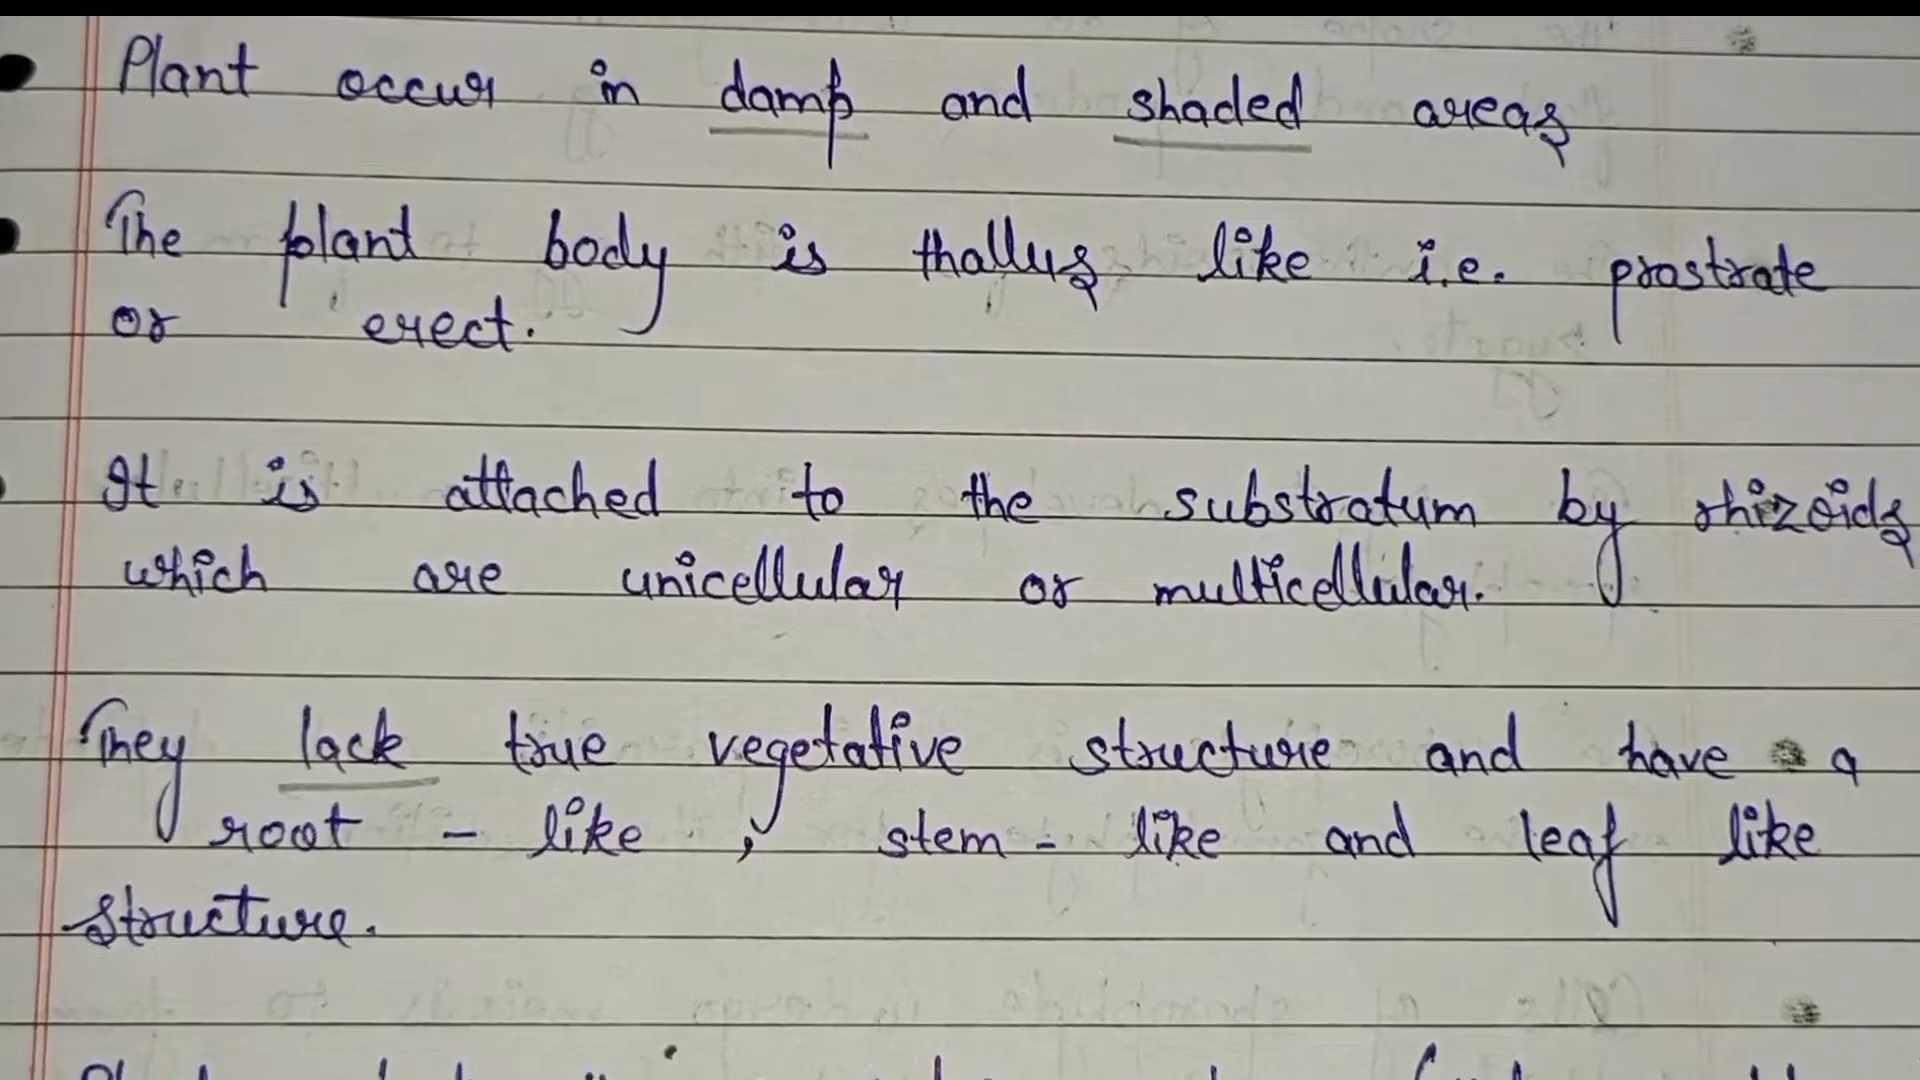 Plant occur in damp and shaded areas
The plant body is thallus like i.e. prostrate
or erect.
It is attached to the substratum by rhizoids
which are unicellular or multicellular.
They lack true vegetative structure and have a
root - like , stem - like and leaf like
structure.